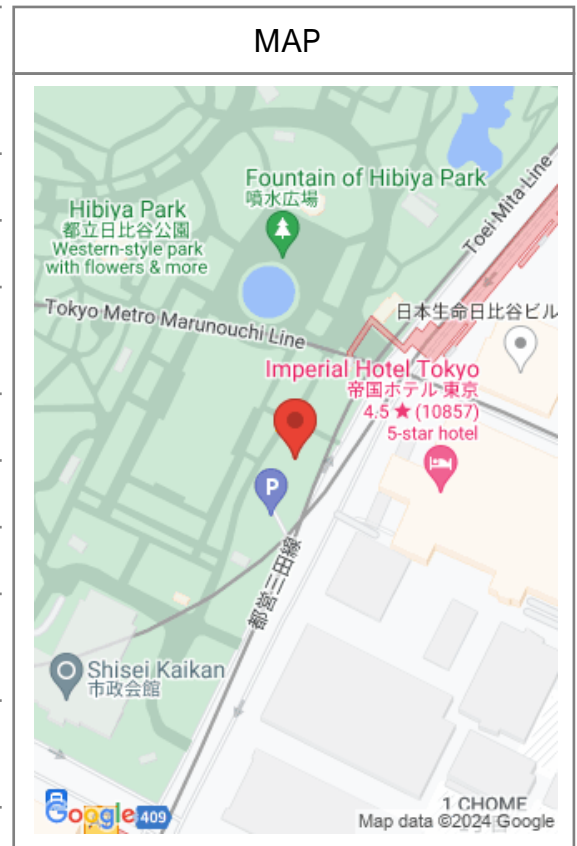 MAP
Fountain of Hibiya Park
噴水広場
Hibiya Park
都立日比谷公園
Western-style park
with flowers & more
Toei Mita Line
Tokyo Metro Marunouchi Line
日本生命日比谷ビル
Imperial Hotel Tokyo
帝国ホテル 東京
4.5 ★ (10857)
5-star hotel
P
都営三田線
Shisei Kaikan
市政会館
Google
409
1 CHOME
Map data ©2024 Google